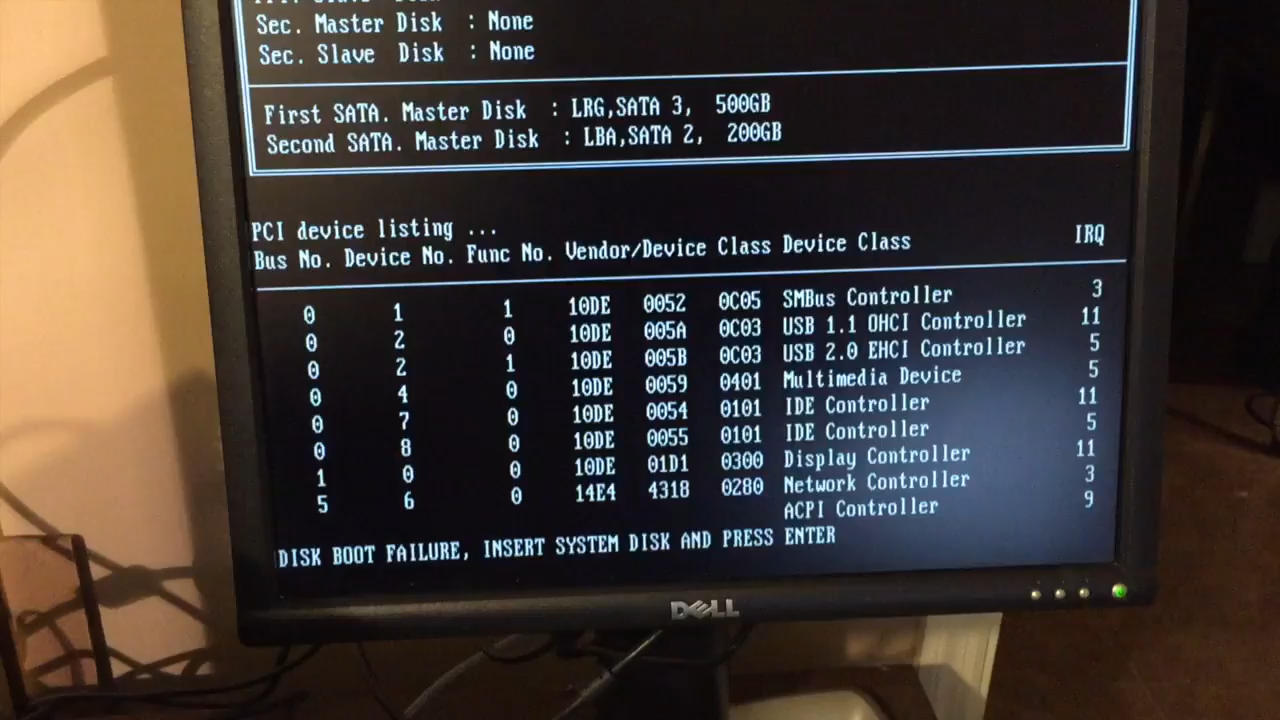 Sec. Master Disk : None
Sec. Slave Disk : None
First SATA. Master Disk : LRG,SATA 3, 500GB
Second SATA. Master Disk : LBA,SATA 2, 200GB
PCI device listing ...
Bus No. Device No. Func No. Vendor/Device Class Device Class IRQ
0 1 1 10DE 0052 0C05 SMBus Controller 3
0 2 0 10DE 005A 0C03 USB 1.1 OHCI Controller 11
0 2 1 10DE 005B 0C03 USB 2.0 EHCI Controller 5
0 4 0 10DE 0059 0401 Multimedia Device 5
0 7 0 10DE 0054 0101 IDE Controller 11
0 8 0 10DE 0055 0101 IDE Controller 5
1 0 0 10DE 01D1 0300 Display Controller 11
5 6 0 14E4 4318 0280 Network Controller 3
ACPI Controller 9
DISK BOOT FAILURE, INSERT SYSTEM DISK AND PRESS ENTER
DELL